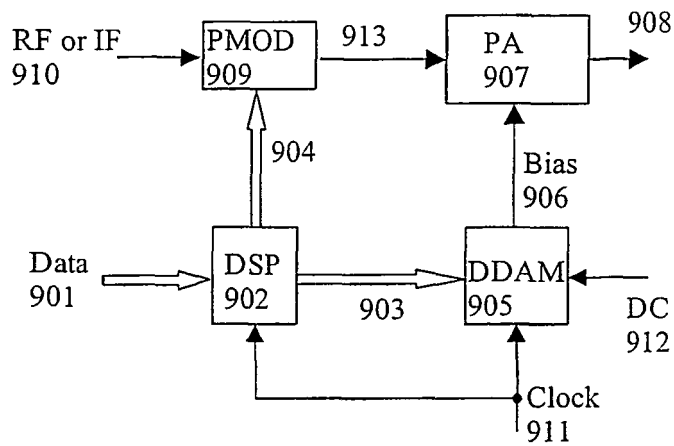 RF or IF
910
PMOD
909
913
PA
907
908
904
Bias
906
Data
901
DSP
902
903
DDAM
905
DC
912
Clock
911